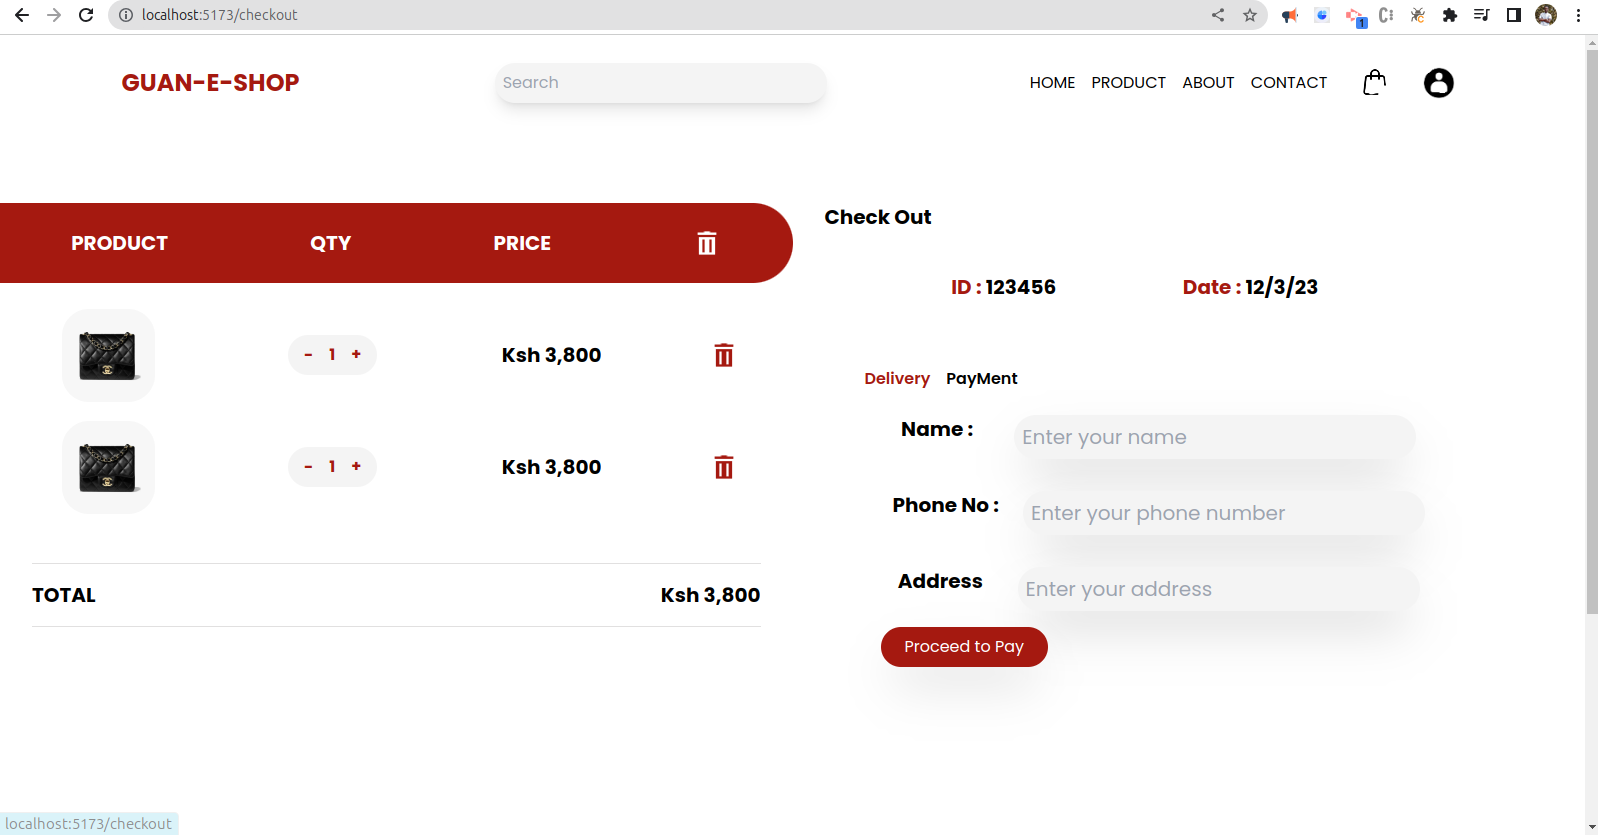 localhost:5173/checkout
1
GUAN-E-SHOP
Search
HOME PRODUCT ABOUT CONTACT
PRODUCT QTY PRICE
- 1 + Ksh 3,800
- 1 + Ksh 3,800
TOTAL Ksh 3,800
Check Out
ID : 123456 Date : 12/3/23
Delivery PayMent
Name : Enter your name
Phone No : Enter your phone number
Address Enter your address
Proceed to Pay
localhost:5173/checkout